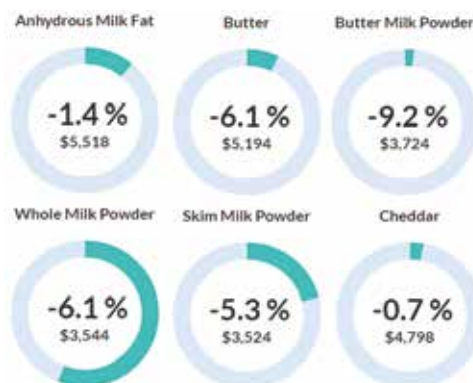 Anhydrous Milk Fat
Butter
Butter Milk Powder
-1.4 %
$5,518
-6.1 %
$5,194
-9.2 %
$3,724
Whole Milk Powder
Skim Milk Powder
Cheddar
-6.1 %
$3,544
-5.3 %
$3,524
-0.7 %
$4,798